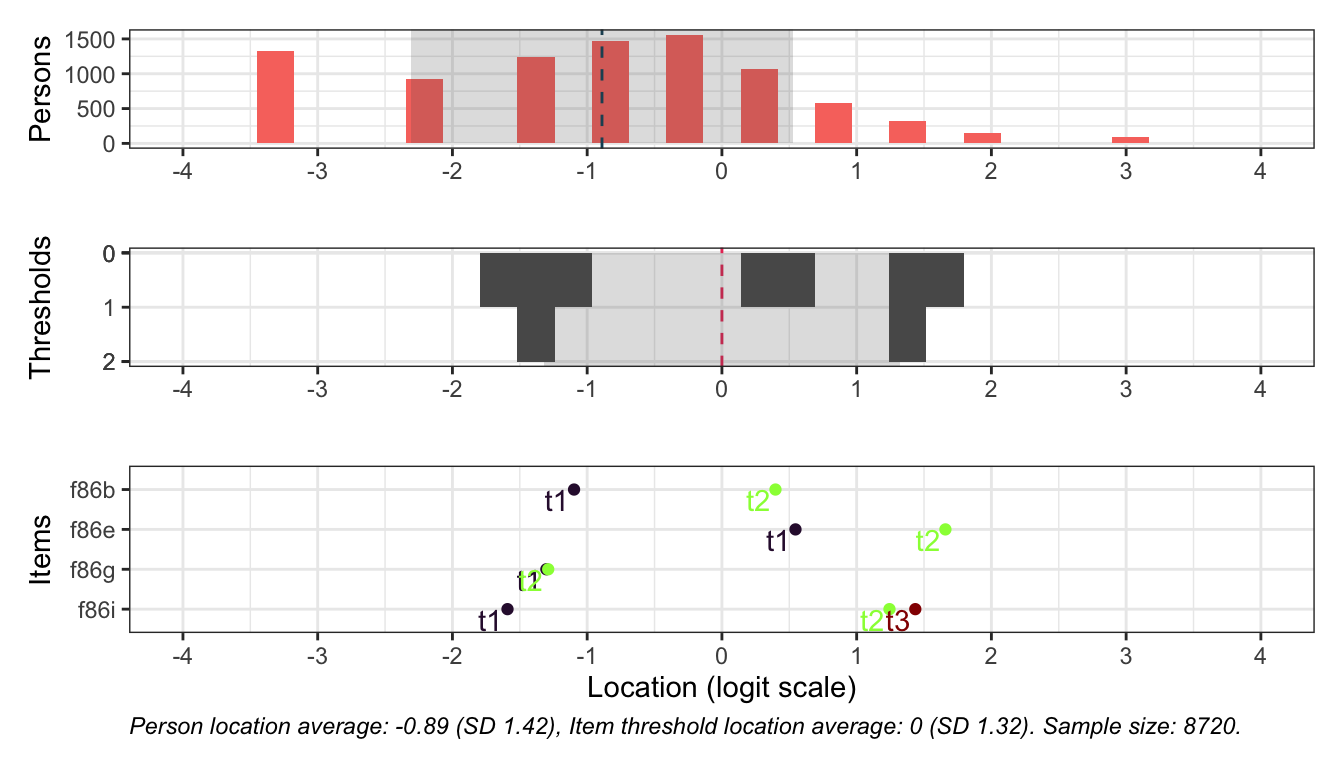 Persons
1500
1000
500
0
-4 -3 -2 -1 0 1 2 3 4
Thresholds
0
1
2
-4 -3 -2 -1 0 1 2 3 4
Items
f86b t1 t2
f86e t1 t2
f86g t1 t2
f86i t1 t2 t3
-4 -3 -2 -1 0 1 2 3 4
Location (logit scale)
Person location average: -0.89 (SD 1.42), Item threshold location average: 0 (SD 1.32). Sample size: 8720.